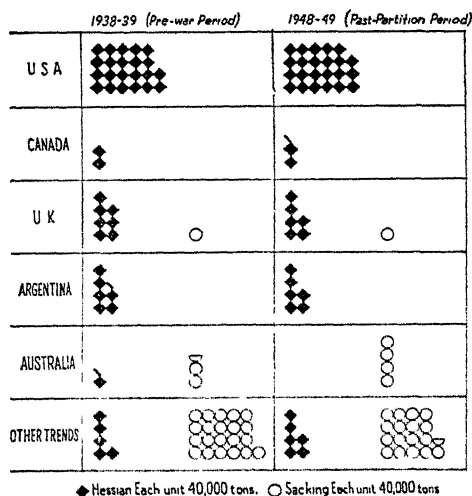 1938-39 (Pre-war Period) 1948-49 (Past-Partition Period)
USA
CANADA
UK
ARGENTINA
AUSTRALIA
OTHER TRENDS
Hessian Each unit 40,000 tons. Sacking Each unit 40,000 tons